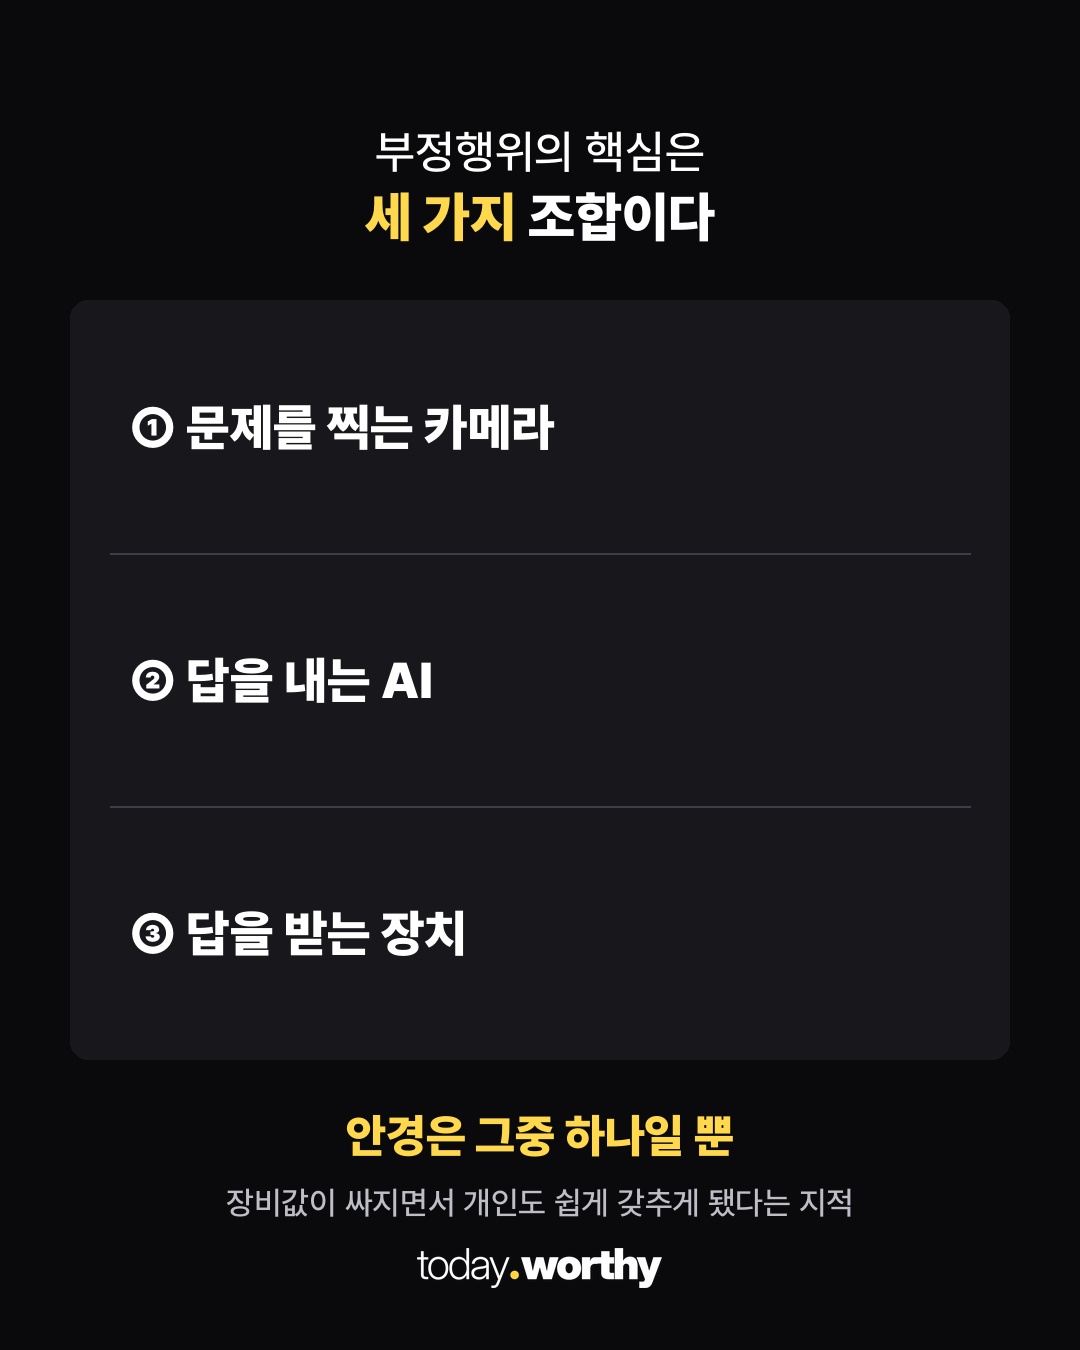 부정행위의 핵심은
세 가지 조합이다
① 문제를 찍는 카메라
② 답을 내는 AI
③ 답을 받는 장치
안경은 그중 하나일 뿐
장비값이 싸지면서 개인도 쉽게 갖추게 됐다는 지적
today.worthy